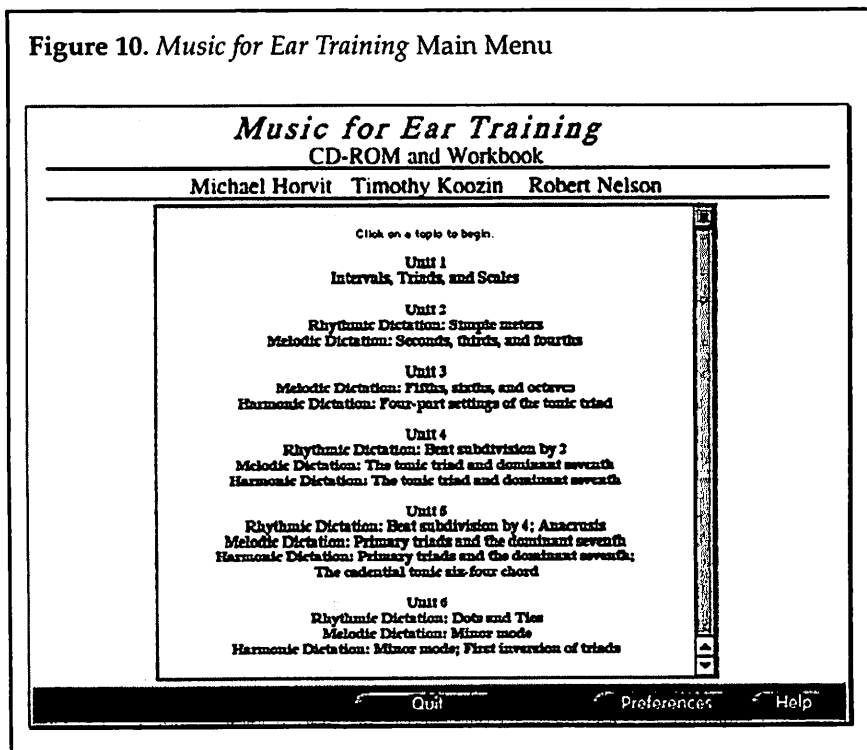 Figure 10. Music for Ear Training Main Menu
Music for Ear Training
CD-ROM and Workbook
Michael Horvit Timothy Koozin Robert Nelson
Click on a topic to begin.
Unit 1
Intervals, Triads, and Scales
Unit 2
Rhythmic Dictation: Simple meters
Melodic Dictation: Seconds, thirds, and fourths
Unit 3
Melodic Dictation: Fifths, sixths, and octaves
Harmonic Dictation: Four-part settings of the tonic triad
Unit 4
Rhythmic Dictation: Beat subdivision by 2
Melodic Dictation: The tonic triad and dominant seventh
Harmonic Dictation: The tonic triad and dominant seventh
Unit 5
Rhythmic Dictation: Beat subdivision by 4; Anacrusis
Melodic Dictation: Primary triads and the dominant seventh
Harmonic Dictation: Primary triads and the dominant seventh;
The cadential tonic six-four chord
Unit 6
Rhythmic Dictation: Dots and Ties
Melodic Dictation: Minor mode
Harmonic Dictation: Minor mode; First inversion of triads
Quit Preferences Help